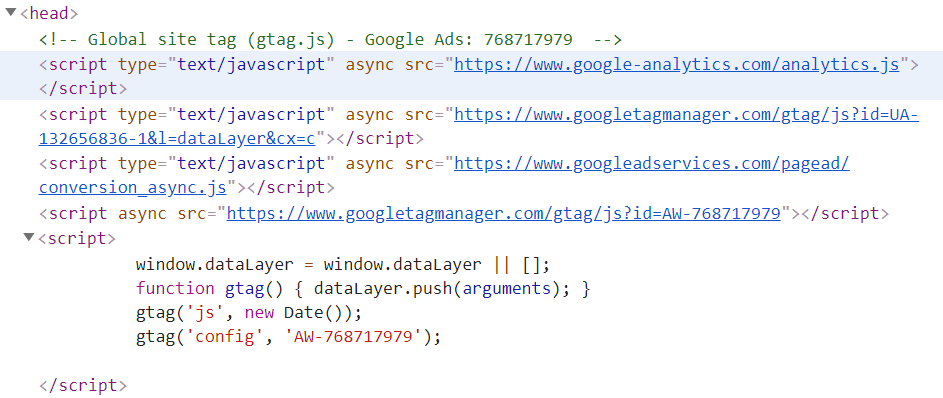 ▼<head>
<!-- Global site tag (gtag.js) - Google Ads: 768717979  -->
<script type="text/javascript" async src="https://www.google-analytics.com/analytics.js">
</script>
<script type="text/javascript" async src="https://www.googletagmanager.com/gtag/js?id=UA-
132656836-1&l=dataLayer&cx=c"></script>
<script type="text/javascript" async src="https://www.googleadservices.com/pagead/
conversion_async.js"></script>
<script async src="https://www.googletagmanager.com/gtag/js?id=AW-768717979"></script>
▼<script>
window.dataLayer = window.dataLayer || [];
function gtag() { dataLayer.push(arguments); }
gtag('js', new Date());
gtag('config', 'AW-768717979');
</script>